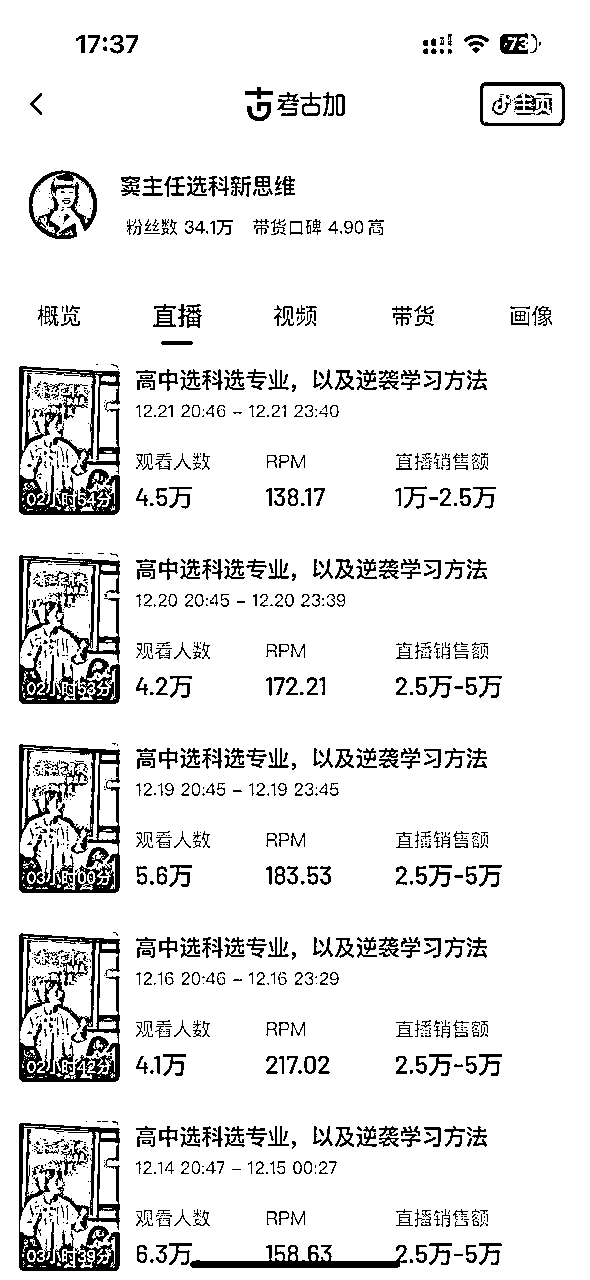 17:37
73
考古加
主页
窦主任选科新思维
粉丝数 34.1万 带货口碑 4.90 高
概览 直播 视频 带货 画像
高中选科选专业，以及逆袭学习方法
12.21 20:46 – 12.21 23:40
观看人数 RPM 直播销售额
02小时54分 4.5万 138.17 1万-2.5万
高中选科选专业，以及逆袭学习方法
12.20 20:45 – 12.20 23:39
观看人数 RPM 直播销售额
02小时53分 4.2万 172.21 2.5万-5万
高中选科选专业，以及逆袭学习方法
12.19 20:45 – 12.19 23:45
观看人数 RPM 直播销售额
03小时00分 5.6万 183.53 2.5万-5万
高中选科选专业，以及逆袭学习方法
12.16 20:46 – 12.16 23:29
观看人数 RPM 直播销售额
02小时42分 4.1万 217.02 2.5万-5万
高中选科选专业，以及逆袭学习方法
12.14 20:47 – 12.15 00:27
观看人数 RPM 直播销售额
03小时39分 6.3万 158.63 2.5万-5万